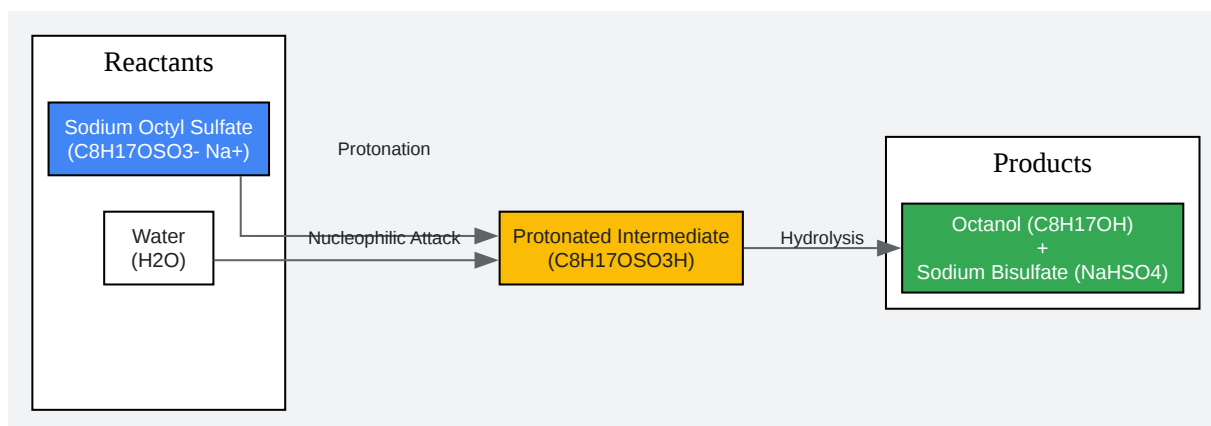 Reactants
Sodium Octyl Sulfate
(C8H17OSO3- Na+)
Water
(H2O)
Protonation
Nucleophilic Attack
Protonated Intermediate
(C8H17OSO3H)
Hydrolysis
Products
Octanol (C8H17OH)
+
Sodium Bisulfate (NaHSO4)